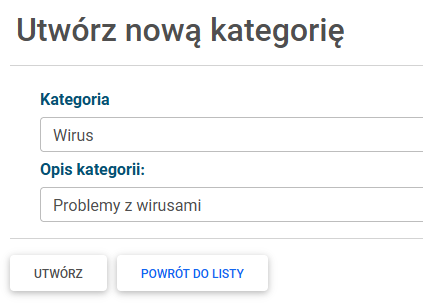 Utwórz nową kategorię
Kategoria
Wirus
Opis kategorii:
Problemy z wirusami
UTWÓRZ
POWRÓT DO LISTY